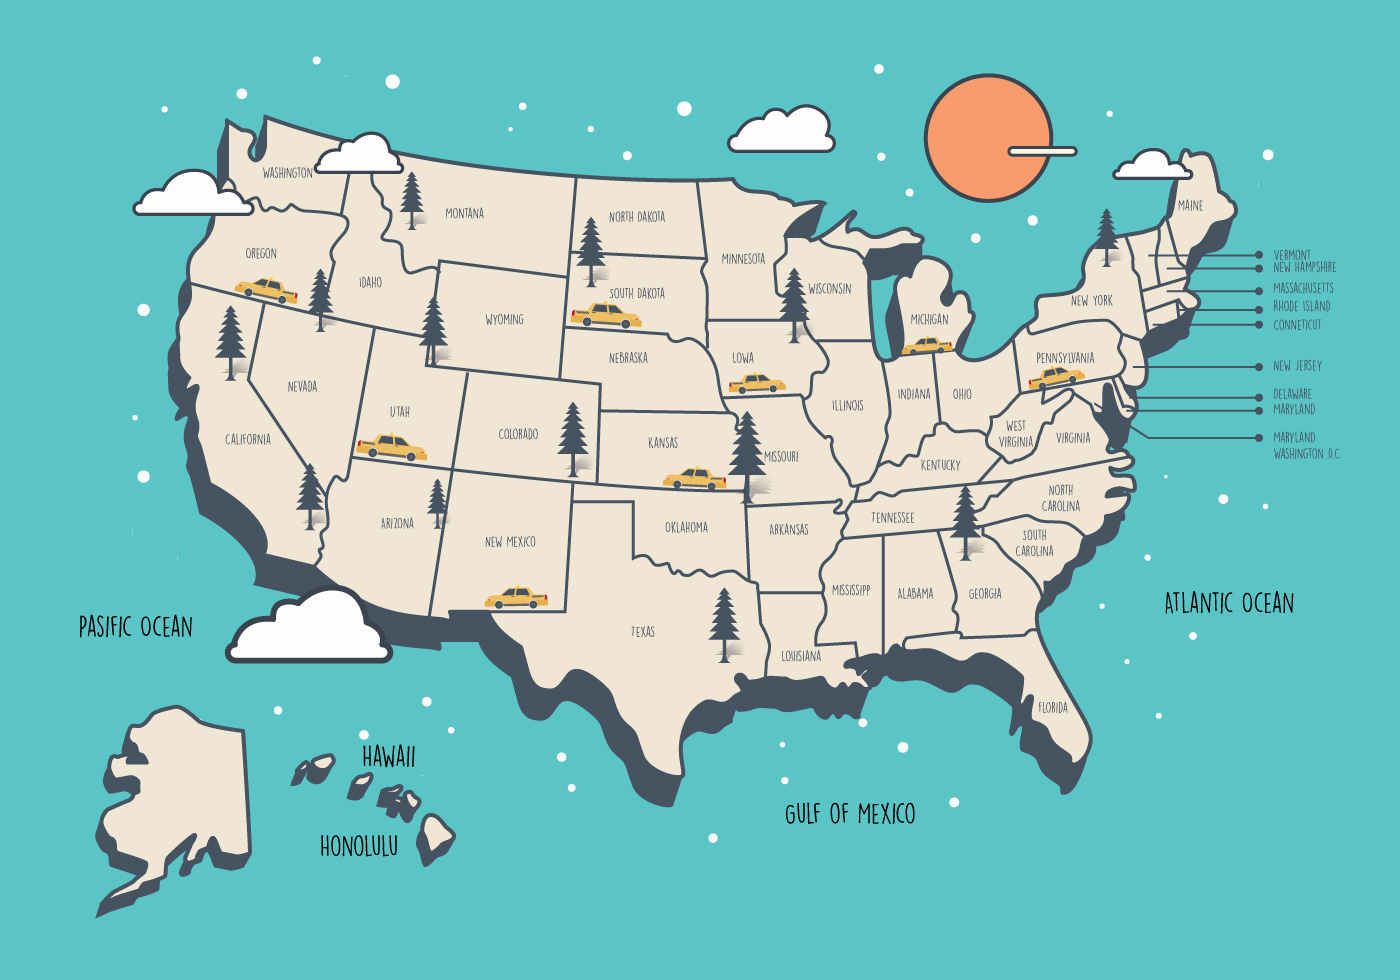 WASHINGTON
MONTANA
NORTH DAKOTA
MAINE
OREGON
IDAHO
MINNESOTA
VERMONT
NEW HAMPSHIRE
SOUTH DAKOTA
WISCONSIN
NEW YORK
MASSACHUSETTS
RHODE ISLAND
WYOMING
MICHIGAN
CONNETICUT
NEBRASKA
LOWA
PENNSYLVANIA
NEW JERSEY
NEVADA
UTAH
ILLINOIS
INDIANA
OHIO
DELAWARE
MARYLAND
CALIFORNIA
COLORADO
KANSAS
MISSOURI
WEST
VIRGINIA
VIRGINIA
MARYLAND
WASHINGTON D.C
KENTUCKY
NORTH
CAROLINA
ARIZONA
OKLAHOMA
ARKANSAS
TENNESSEE
NEW MEXICO
SOUTH
CAROLINA
MISSISSIPP
ALABAMA
GEORGIA
ATLANTIC OCEAN
PASIFIC OCEAN
TEXAS
LOUISIANA
FLORIDA
HAWAII
GULF OF MEXICO
HONOLULU